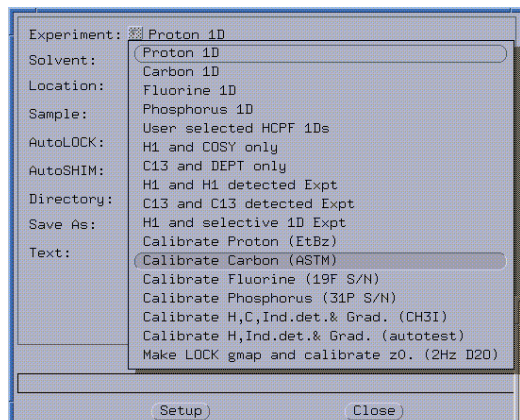 Experiment: Proton 1D
Solvent:
Location:
Sample:
AutoLOCK:
AutoSHIM:
Directory:
Save As:
Text:
Proton 1D
Carbon 1D
Fluorine 1D
Phosphorus 1D
User selected HCPF 1Ds
H1 and COSY only
C13 and DEPT only
H1 and H1 detected Expt
C13 and C13 detected Expt
H1 and selective 1D Expt
Calibrate Proton (EtBz)
Calibrate Carbon (ASTM)
Calibrate Fluorine (19F S/N)
Calibrate Phosphorus (31P S/N)
Calibrate H,C,Ind.det.& Grad. (CH3I)
Calibrate H,Ind.det.& Grad. (autotest)
Make LOCK gmap and calibrate z0. (2Hz D2O)
Setup Close